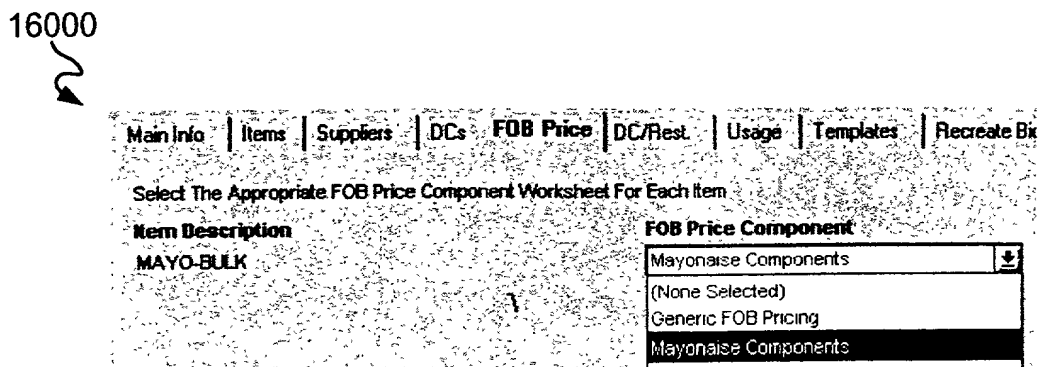 16000
Main Info Items Suppliers DCs FOB Price DC/Rest. Usage Templates Recreate Bi
Select The Appropriate FOB Price Component Worksheet For Each Item
Item Description FOB Price Component
MAYO-BULK Mayonaise Components
(None Selected)
Generic FOB Pricing
Mayonaise Components